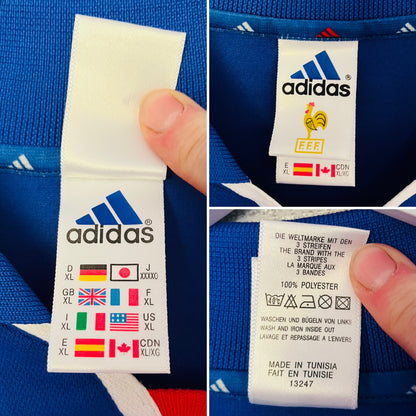 adidas
D
XL
J
XXXXO
GB
XL
F
XL
I
XL
US
XL
E
XL
CDN
XL/XG
adidas
F.F.F.
E
XL
CDN
XL/XG
DIE WELTMARKE MIT DEN
3 STREIFEN
THE BRAND WITH THE
3 STRIPES
LA MARQUE AUX
3 BANDES
100% POLYESTER
WASCHEN UND BÜGELN VON LINKS
WASH AND IRON INSIDE OUT
LAVAGE ET REPASSAGE A L'ENVERS
MADE IN TUNISIA
FAIT EN TUNISIE
13247